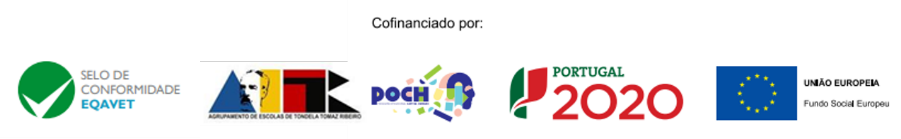 Cofinanciado por:
SELO DE
CONFORMIDADE
EQAVET
AGRUPAMENTO DE ESCOLAS DE TONDELA TOMAZ RIBEIRO
POCH
PORTUGAL
2020
UNIÃO EUROPEIA
Fundo Social Europeu